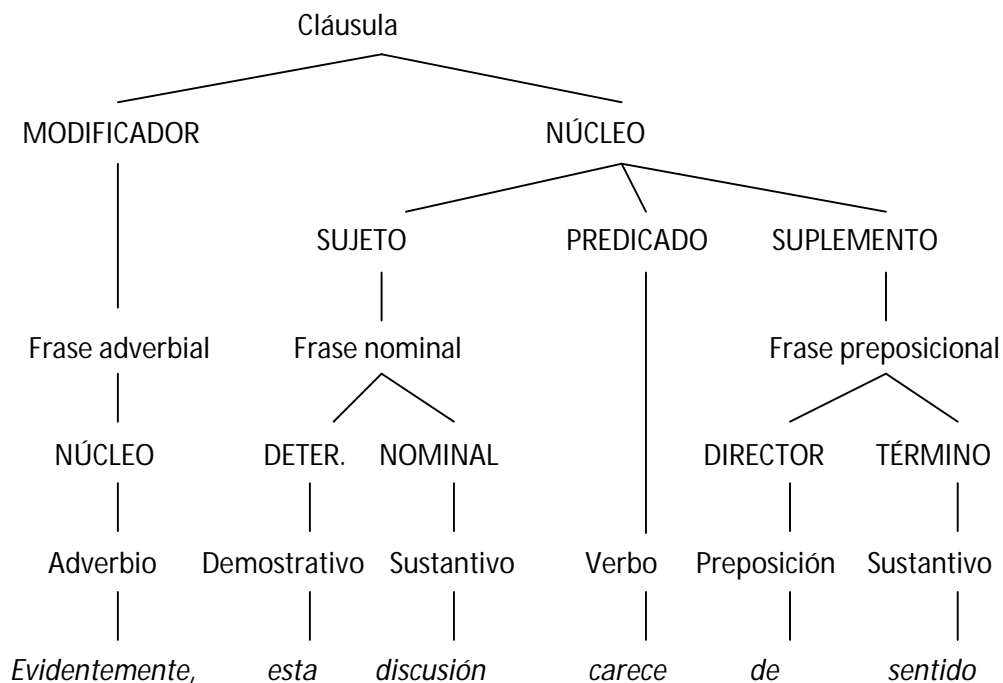 Cláusula
MODIFICADOR NÚCLEO
SUJETO PREDICADO SUPLEMENTO
Frase adverbial Frase nominal Frase preposicional
NÚCLEO DETER. NOMINAL DIRECTOR TÉRMINO
Adverbio Demostrativo Sustantivo Verbo Preposición Sustantivo
Evidentemente, esta discusión carece de sentido